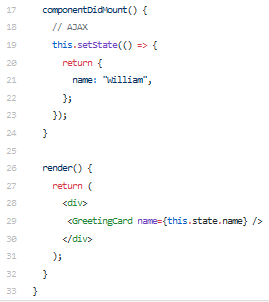 17 componentDidMount() {
18 // AJAX
19 this.setState(() => {
20 return {
21 name: "William",
22 };
23 });
24 }
25
26 render() {
27 return (
28 <div>
29 <GreetingCard name={this.state.name} />
30 </div>
31 );
32 }
33 }